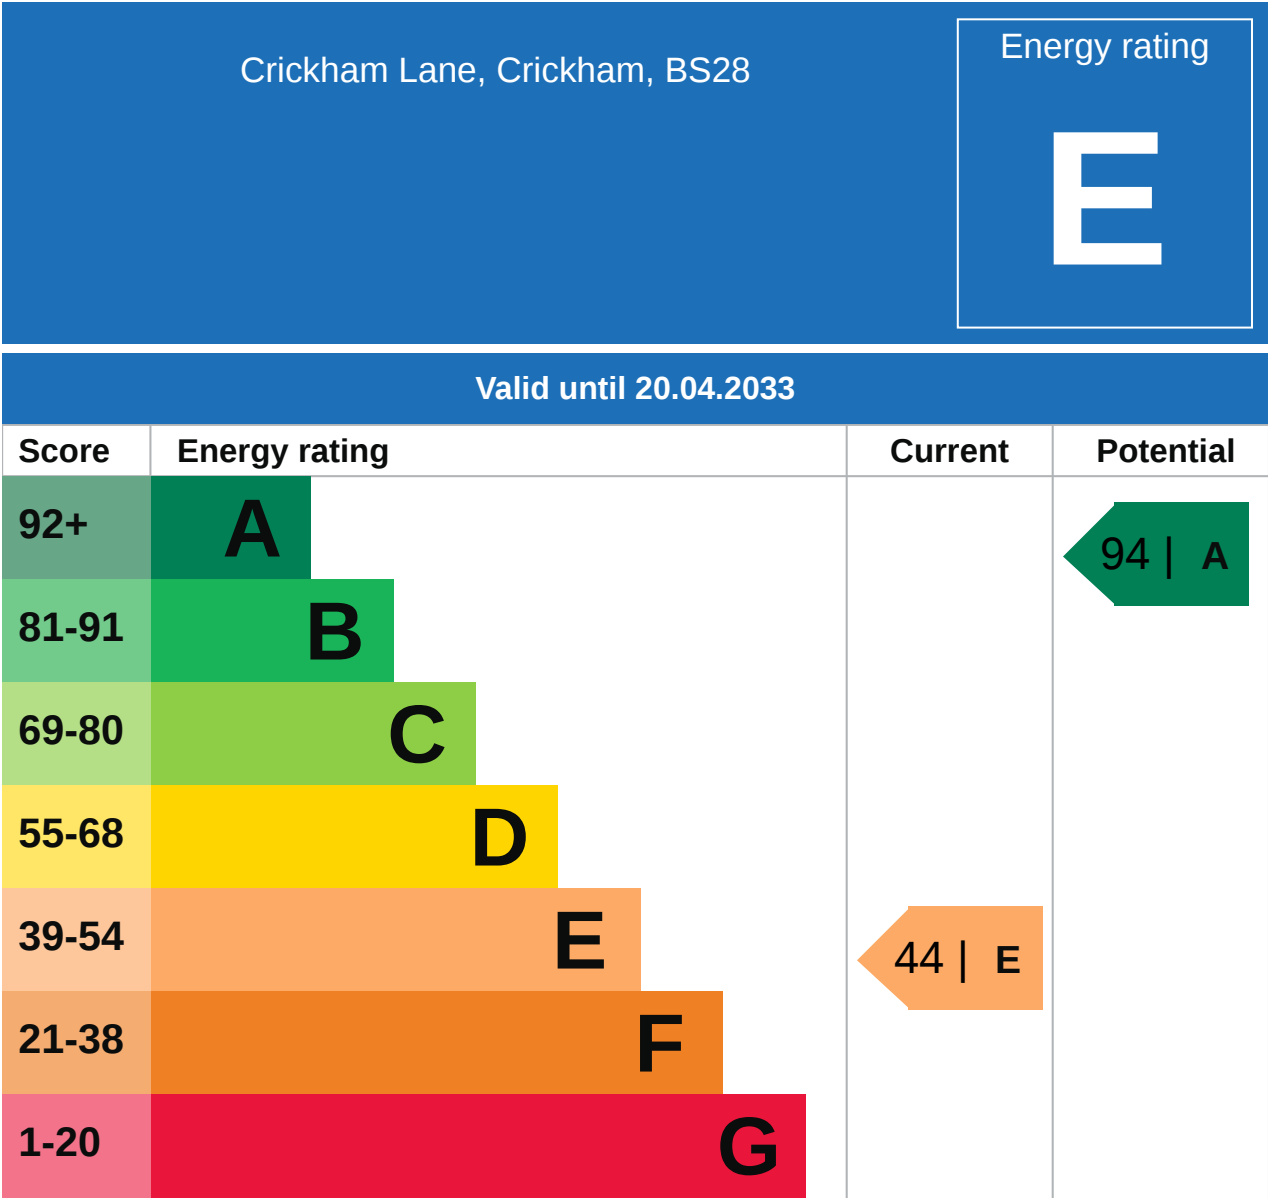 Crickham Lane, Crickham, BS28
Energy rating
E
Valid until 20.04.2033
Score Energy rating Current Potential
92+ A
94 | A
81-91 B
69-80 C
55-68 D
39-54 E
44 | E
21-38 F
1-20 G